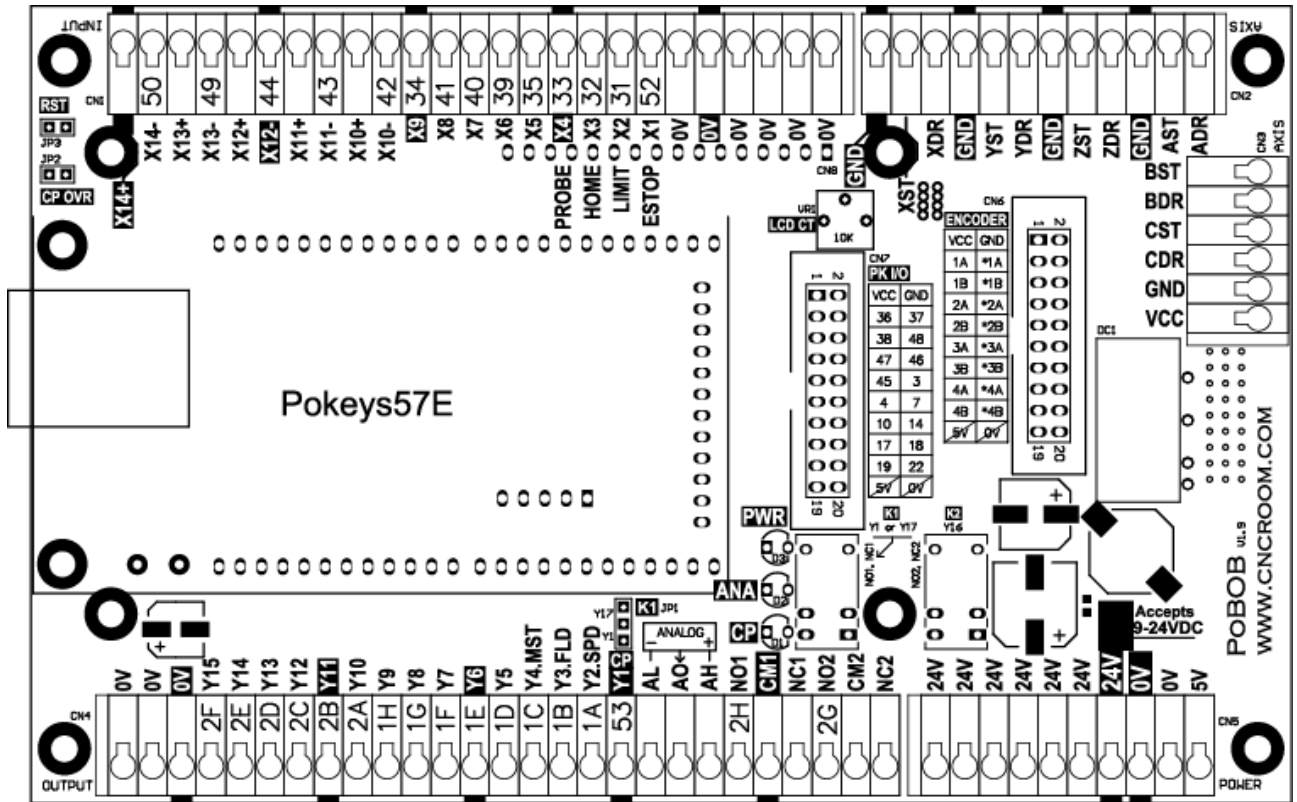 INPUT
AXIS
50 49 44 43 42 34 41 40 39 35 33 32 31 52
CN1
CN2
RST
JP3
JP2
CP OVR
X14+ X14- X13+ X13- X12+ X12- X11+ X11- X10+ X10- X9 X8 X7 X6 X5 X4 X3 X2 X1 0V 0V 0V 0V 0V 0V
PROBE HOME LIMIT ESTOP
CN8
GND XST XDR GND YST YDR GND ZST ZDR GND AST ADR
CN3
AXIS
BST
BDR
CST
CDR
GND
VCC
VR1
LCD CT
10K
CN6
ENCODER
1 2
VCC GND
1A *1A
1B *1B
2A *2A
2B *2B
3A *3A
3B *3B
4A *4A
4B *4B
5V 0V
19 20
CN7
PK I/O
1 2
VCC GND
36 37
38 48
47 46
45 3
4 7
10 14
17 18
19 22
5V 0V
19 20
DC1
Pokeys57E
PWR
D3
ANA
D2
CP
D1
K1
Y1 or Y17
NO1, NC1
K2
Y16
NO2, NC2
Accepts
9-24VDC
POBOB V1.9
WWW.CNCROOM.COM
Y17
Y1
K1 JP1
ANALOG
- +
0V 0V 0V Y15 Y14 Y13 Y12 Y11 Y10 Y9 Y8 Y7 Y6 Y5 Y4.MST Y3.FLD Y2.SPD Y1-CP AL AO AH NO1 CM1 NC1 NO2 CM2 NC2
24V 24V 24V 24V 24V 24V 24V 0V 0V 5V
CN4
2F 2E 2D 2C 2B 2A 1H 1G 1F 1E 1D 1C 1B 1A 53 2H 2G
CN5
OUTPUT
POWER